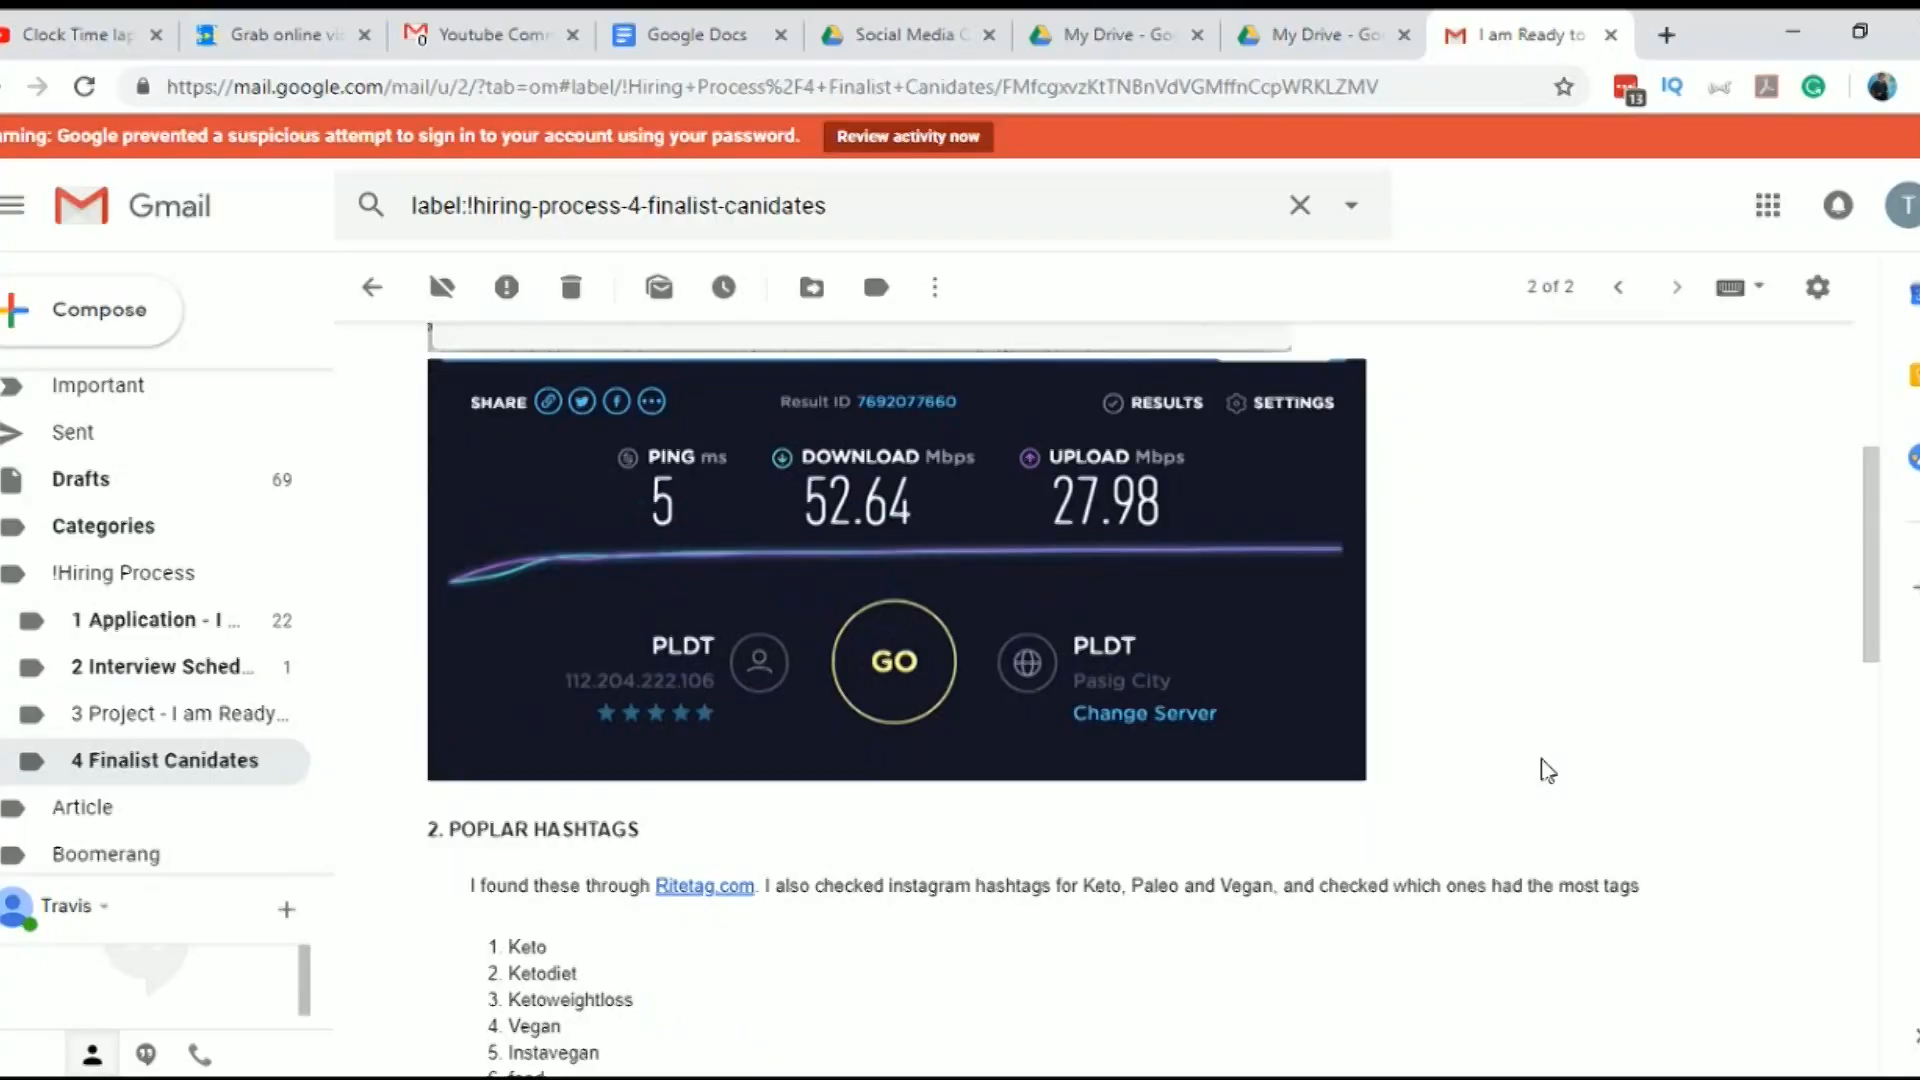 Clock Time lap
Grab online vi
Youtube Com
Google Docs
Social Media C
My Drive - Go
My Drive - Go
I am Ready to
https://mail.google.com/mail/u/2/?tab=om#label/!Hiring+Process%2F4+Finalist+Canidates/FMfcgxvzKtTNBnVdVGMffnCcpWRKLZMV
13
IQ
rning: Google prevented a suspicious attempt to sign in to your account using your password.
Review activity now
Gmail
label:!hiring-process-4-finalist-canidates
T
Compose
2 of 2
Important
Sent
Drafts 69
Categories
!Hiring Process
1 Application - I ... 22
2 Interview Sched... 1
3 Project - I am Ready...
4 Finalist Canidates
Article
Boomerang
Travis
SHARE
Result ID 7692077660
RESULTS
SETTINGS
PING ms
DOWNLOAD Mbps
UPLOAD Mbps
5
52.64
27.98
PLDT
112.204.222.106
GO
PLDT
Pasig City
Change Server
2. POPLAR HASHTAGS
I found these through Ritetag.com. I also checked instagram hashtags for Keto, Paleo and Vegan, and checked which ones had the most tags
1. Keto
2. Ketodiet
3. Ketoweightloss
4. Vegan
5. Instavegan